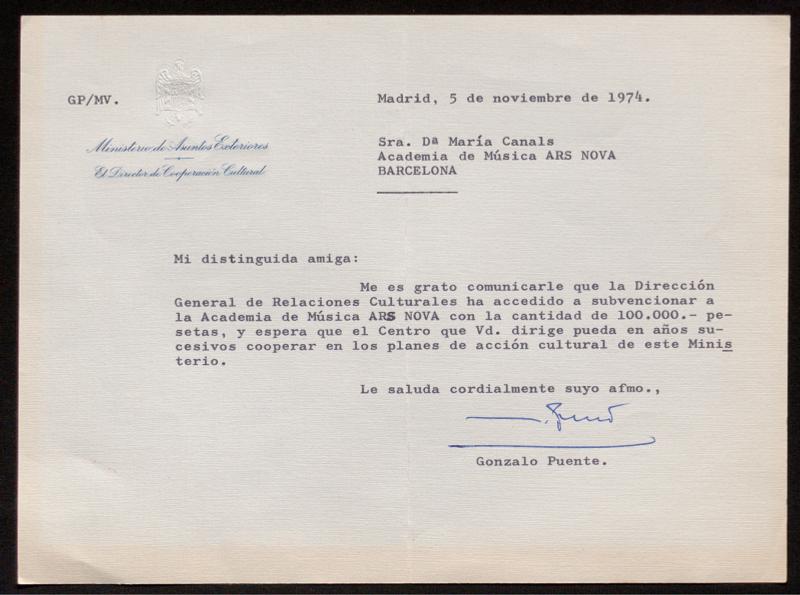 GP/MV.
Ministerio de Asuntos Exteriores
El Director de Cooperación Cultural
Madrid, 5 de noviembre de 1974.
Sra. Dª María Canals
Academia de Música ARS NOVA
BARCELONA
Mi distinguida amiga:
Me es grato comunicarle que la Dirección
General de Relaciones Culturales ha accedido a subvencionar a
la Academia de Música ARS NOVA con la cantidad de 100.000.- pe-
setas, y espera que el Centro que Vd. dirige pueda en años su-
cesivos cooperar en los planes de acción cultural de este Minis
terio.
Le saluda cordialmente suyo afmo.,
Gonzalo Puente.